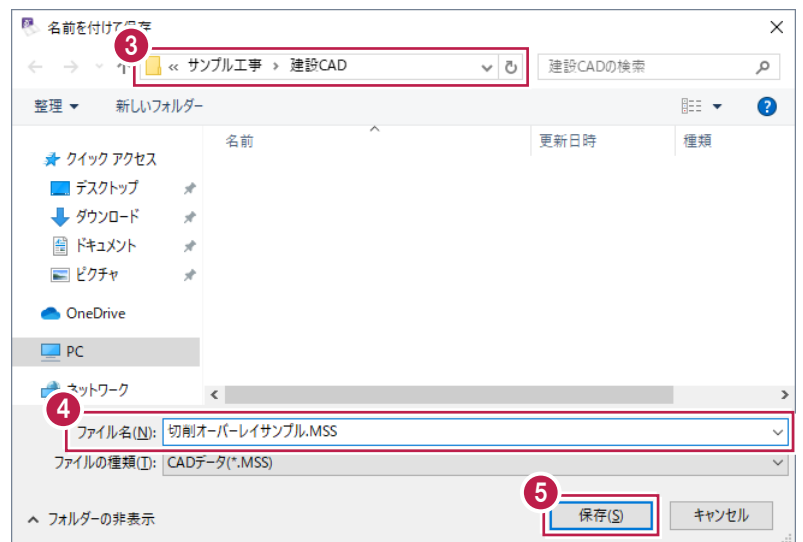 名前を付けて保存
3
« サンプル工事 › 建設CAD
建設CADの検索
整理 ▼ 新しいフォルダー
?
名前 更新日時 種類
クイック アクセス
デスクトップ
ダウンロード
ドキュメント
ピクチャ
OneDrive
PC
ネットワーク
4
ファイル名(N): 切削オーバーレイサンプル.MSS
ファイルの種類(T): CADデータ(*.MSS)
5
フォルダーの非表示
保存(S) キャンセル